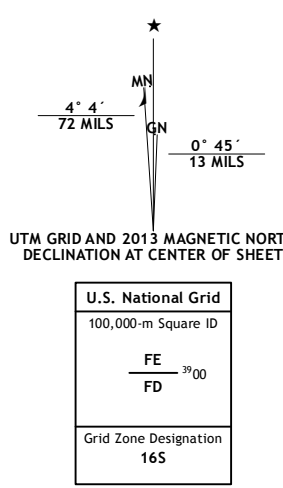 ★
MN
4° 4´
72 MILS
GN
0° 45´
13 MILS
UTM GRID AND 2013 MAGNETIC NORT
DECLINATION AT CENTER OF SHEET
U.S. National Grid
100,000-m Square ID
FE
3900
FD
Grid Zone Designation
16S